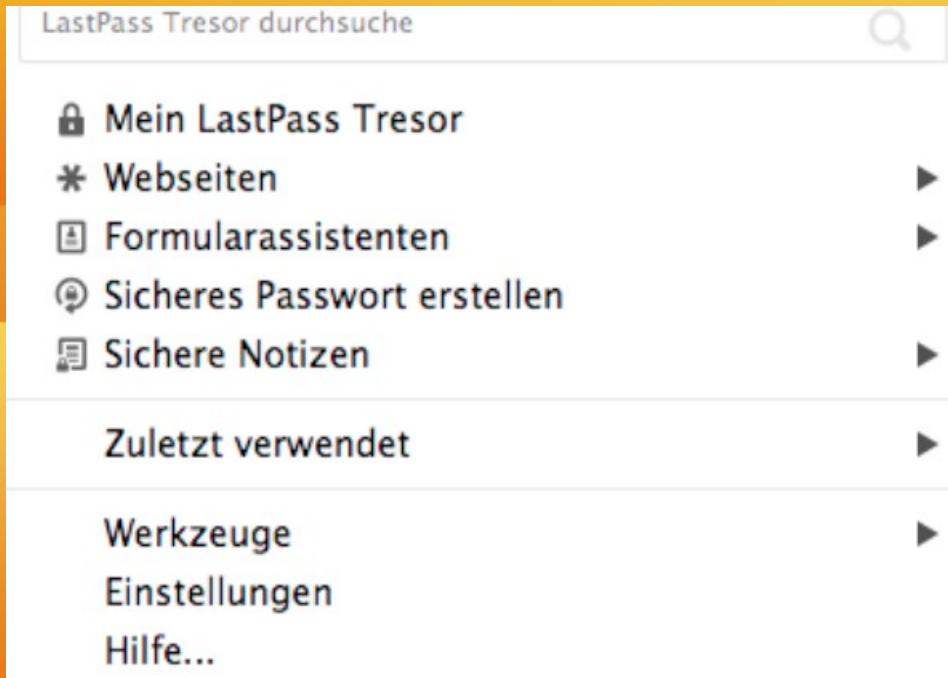 LastPass Tresor durchsuche
Mein LastPass Tresor
Webseiten
Formularassistenten
Sicheres Passwort erstellen
Sichere Notizen
Zuletzt verwendet
Werkzeuge
Einstellungen
Hilfe...